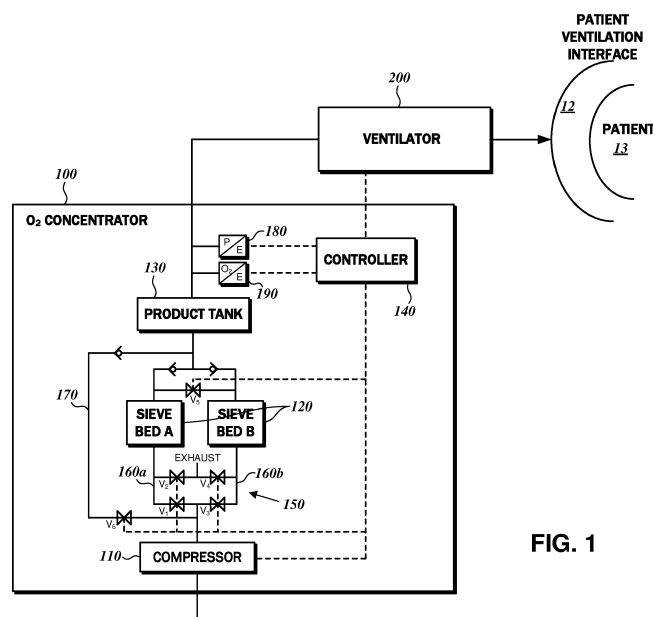 PATIENT
VENTILATION
INTERFACE
200
12
VENTILATOR
PATIENT
13
100
O₂ CONCENTRATOR
180
P
E
CONTROLLER
O₂
E
130
190
140
PRODUCT TANK
170
V₅
120
SIEVE
BED A
SIEVE
BED B
EXHAUST
160a
160b
V₂
V₄
150
V₁
V₃
V₆
110
COMPRESSOR
FIG. 1